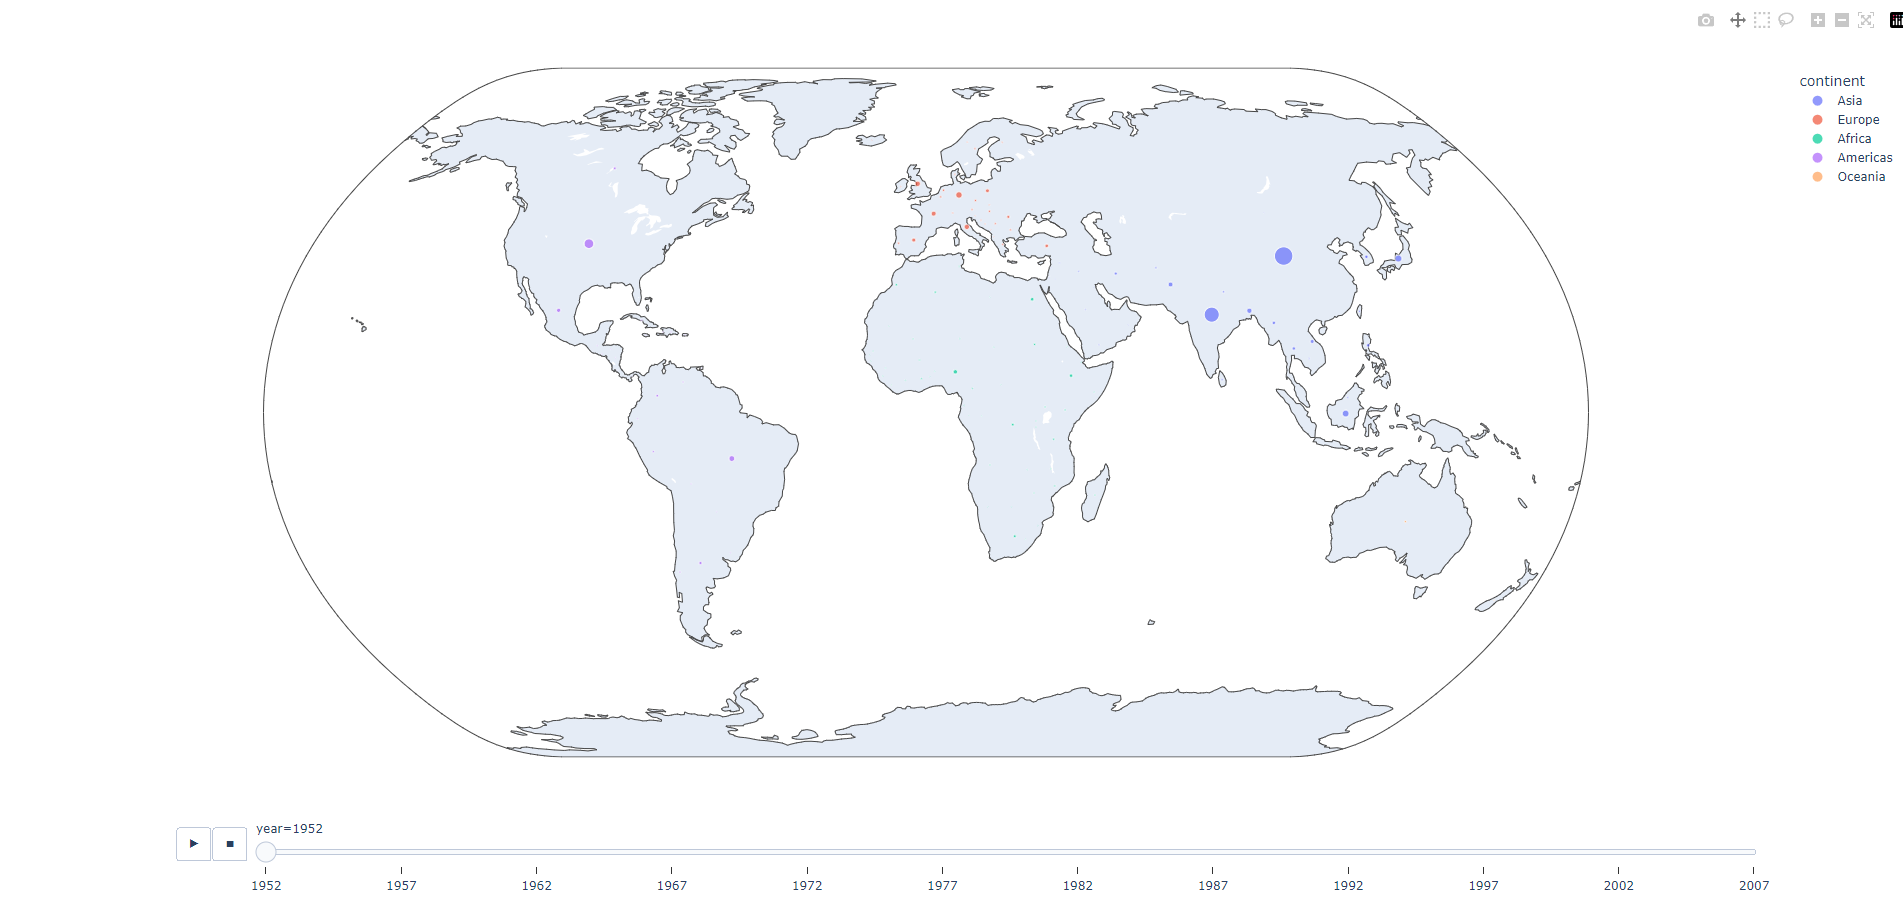 continent
Asia
Europe
Africa
Americas
Oceania
year=1952
1952 1957 1962 1967 1972 1977 1982 1987 1992 1997 2002 2007